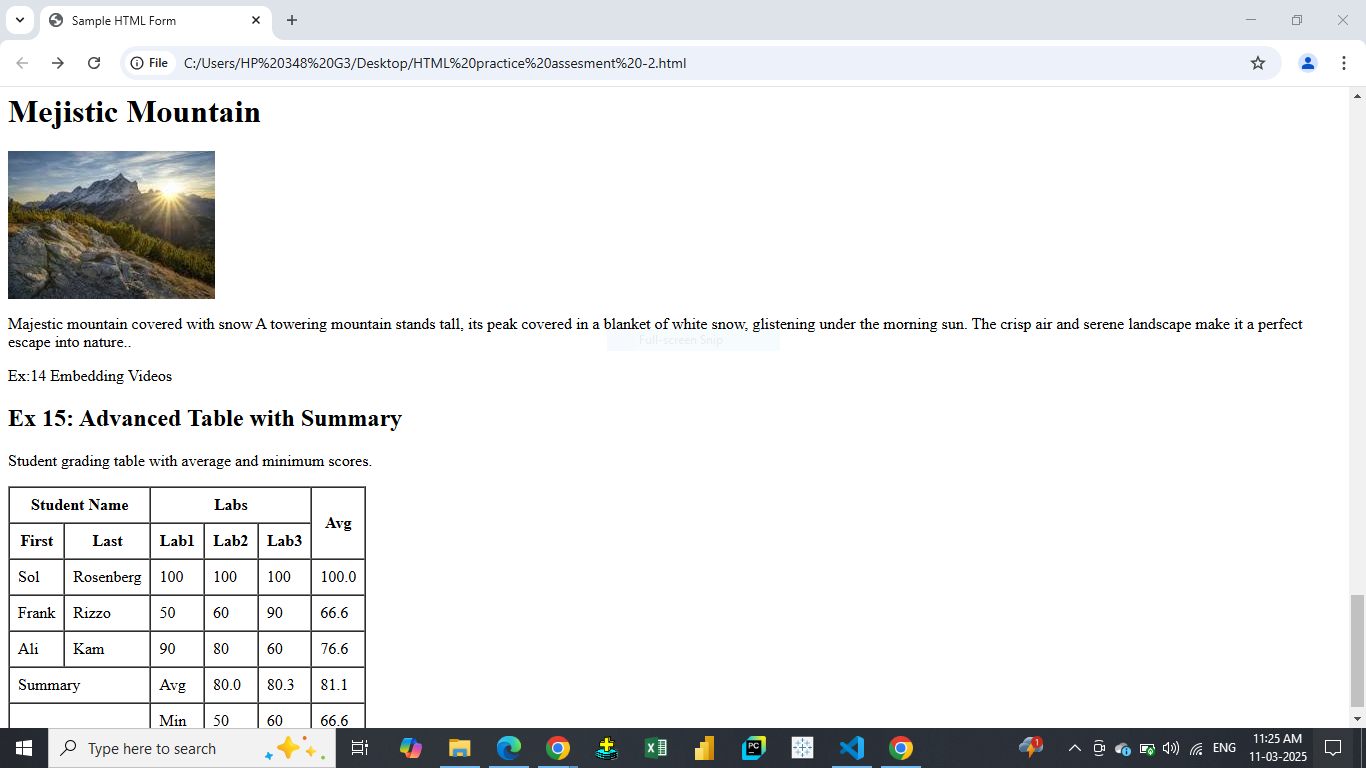 Sample HTML Form
File C:/Users/HP%20348%20G3/Desktop/HTML%20practice%20assesment%20-2.html
Mejistic Mountain
Majestic mountain covered with snow A towering mountain stands tall, its peak covered in a blanket of white snow, glistening under the morning sun. The crisp air and serene landscape make it a perfect
escape into nature..
Full-screen Snip
Ex:14 Embedding Videos
Ex 15: Advanced Table with Summary
Student grading table with average and minimum scores.
Student Name Labs Avg
First Last Lab1 Lab2 Lab3
Sol Rosenberg 100 100 100 100.0
Frank Rizzo 50 60 90 66.6
Ali Kam 90 80 60 76.6
Summary Avg 80.0 80.3 81.1
Min 50 60 66.6
Type here to search PC 1 ENG 11:25 AM
11-03-2025